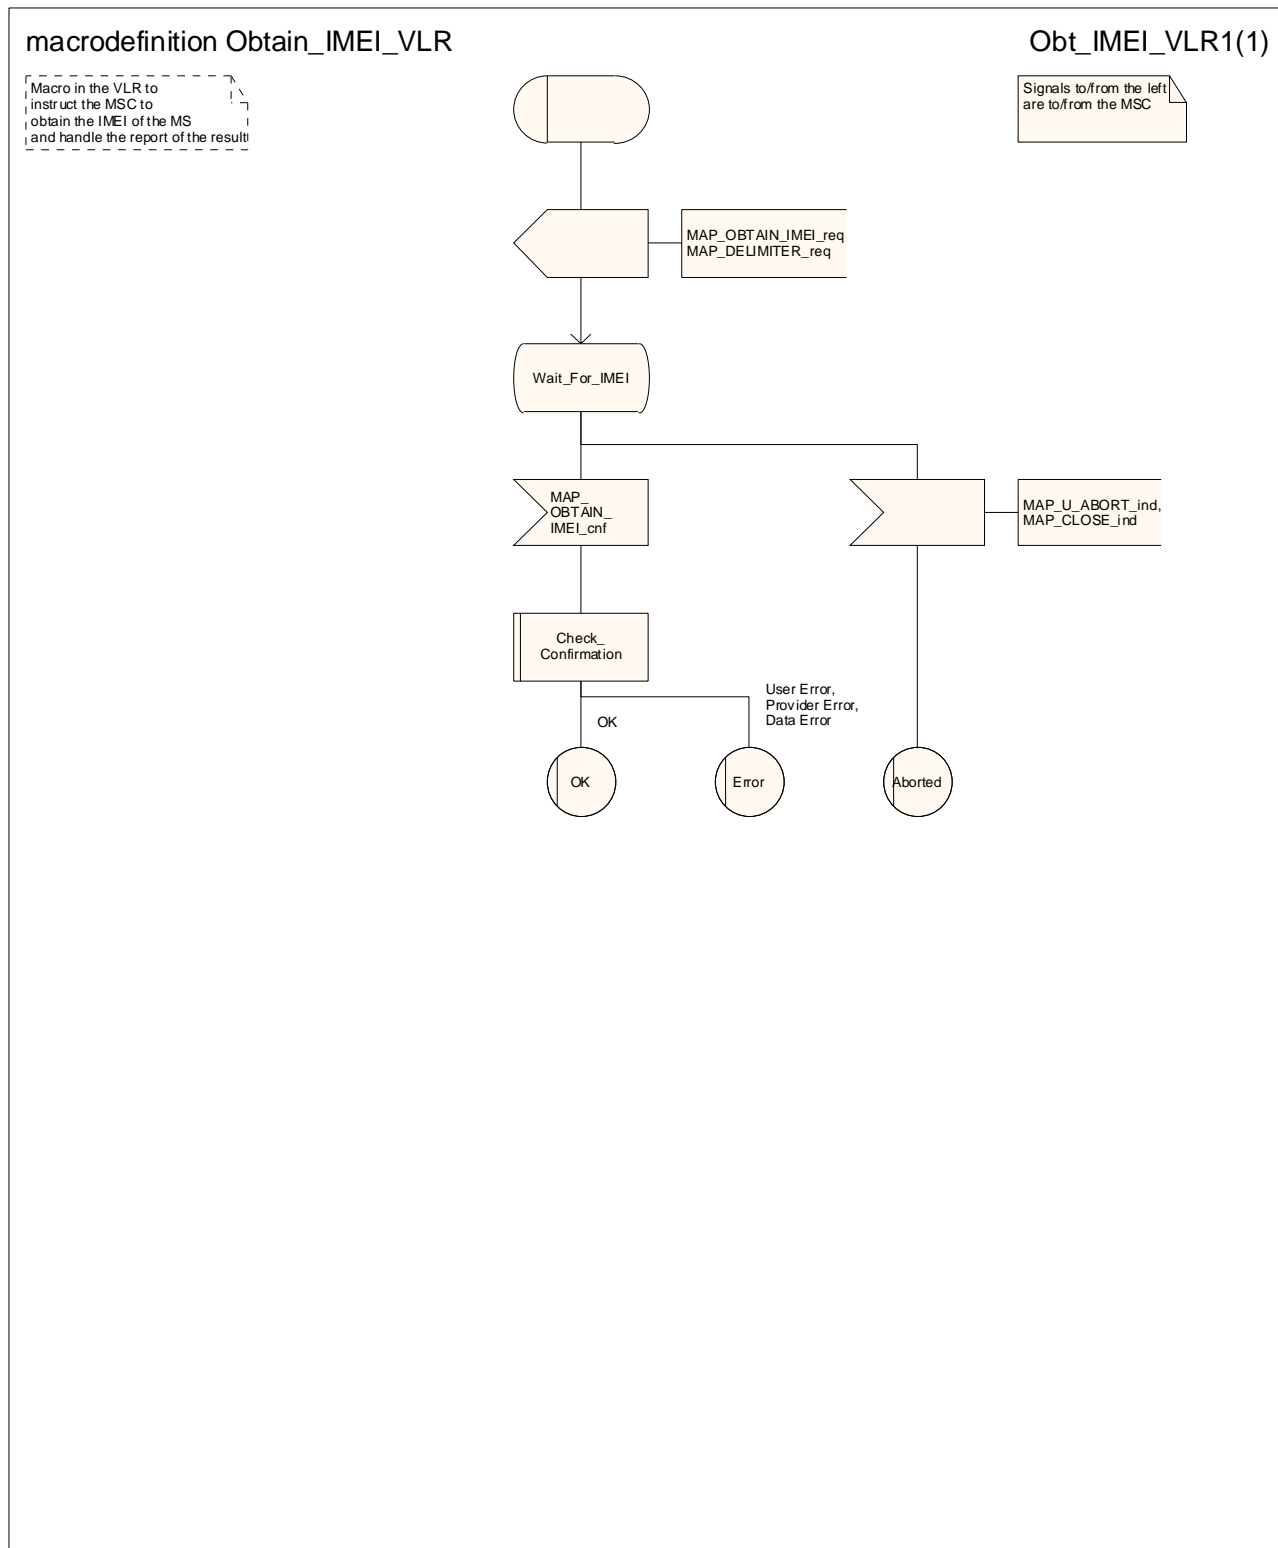 macrodefinition Obtain_IMEI_VLR
Obt_IMEI_VLR1(1)
Macro in the VLR to
instruct the MSC to
obtain the IMEI of the MS
and handle the report of the result
Signals to/from the left
are to/from the MSC
MAP_OBTAIN_IMEI_req
MAP_DELIMITER_req
Wait_For_IMEI
MAP_
OBTAIN_
IMEI_cnf
MAP_U_ABORT_ind,
MAP_CLOSE_ind
Check_
Confirmation
User Error,
Provider Error,
Data Error
OK
OK
Error
Aborted